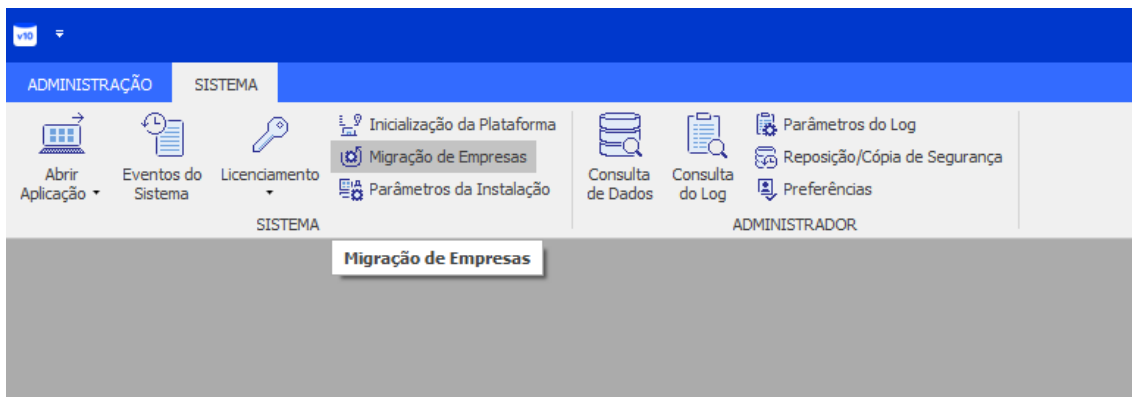 v10
ADMINISTRAÇÃO
SISTEMA
Abrir
Aplicação
Eventos do
Sistema
Licenciamento
Inicialização da Plataforma
Migração de Empresas
Parâmetros da Instalação
SISTEMA
Consulta
de Dados
Consulta
do Log
Parâmetros do Log
Reposição/Cópia de Segurança
Preferências
ADMINISTRADOR
Migração de Empresas